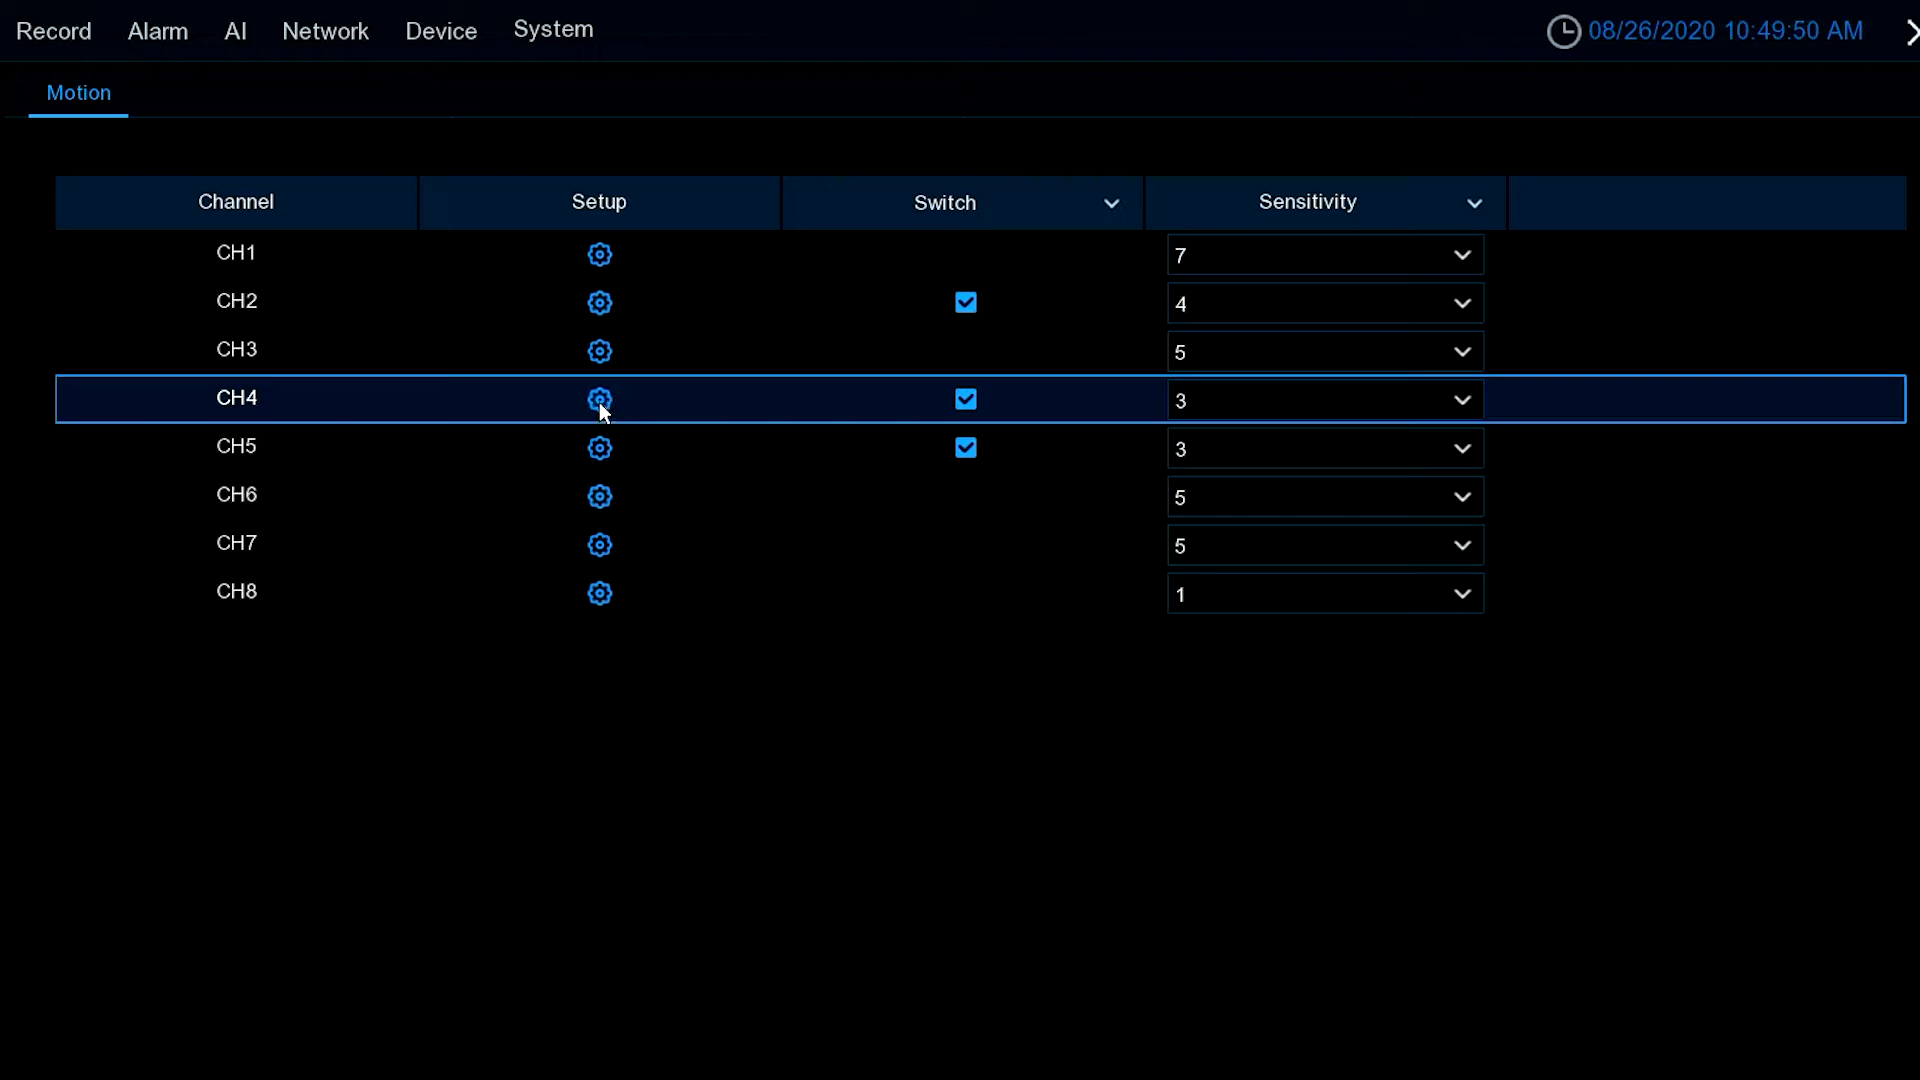 Record Alarm AI Network Device System 08/26/2020 10:49:50 AM
Motion
Channel Setup Switch Sensitivity
CH1 7
CH2 4
CH3 5
CH4 3
CH5 3
CH6 5
CH7 5
CH8 1